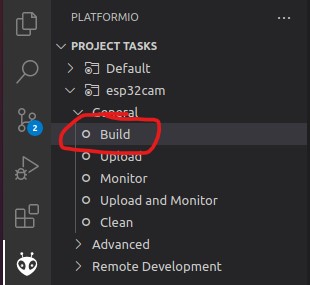 PLATFORMIO ...
PROJECT TASKS
Default
esp32cam
General
Build
2
Upload
Monitor
Upload and Monitor
Clean
Advanced
Remote Development